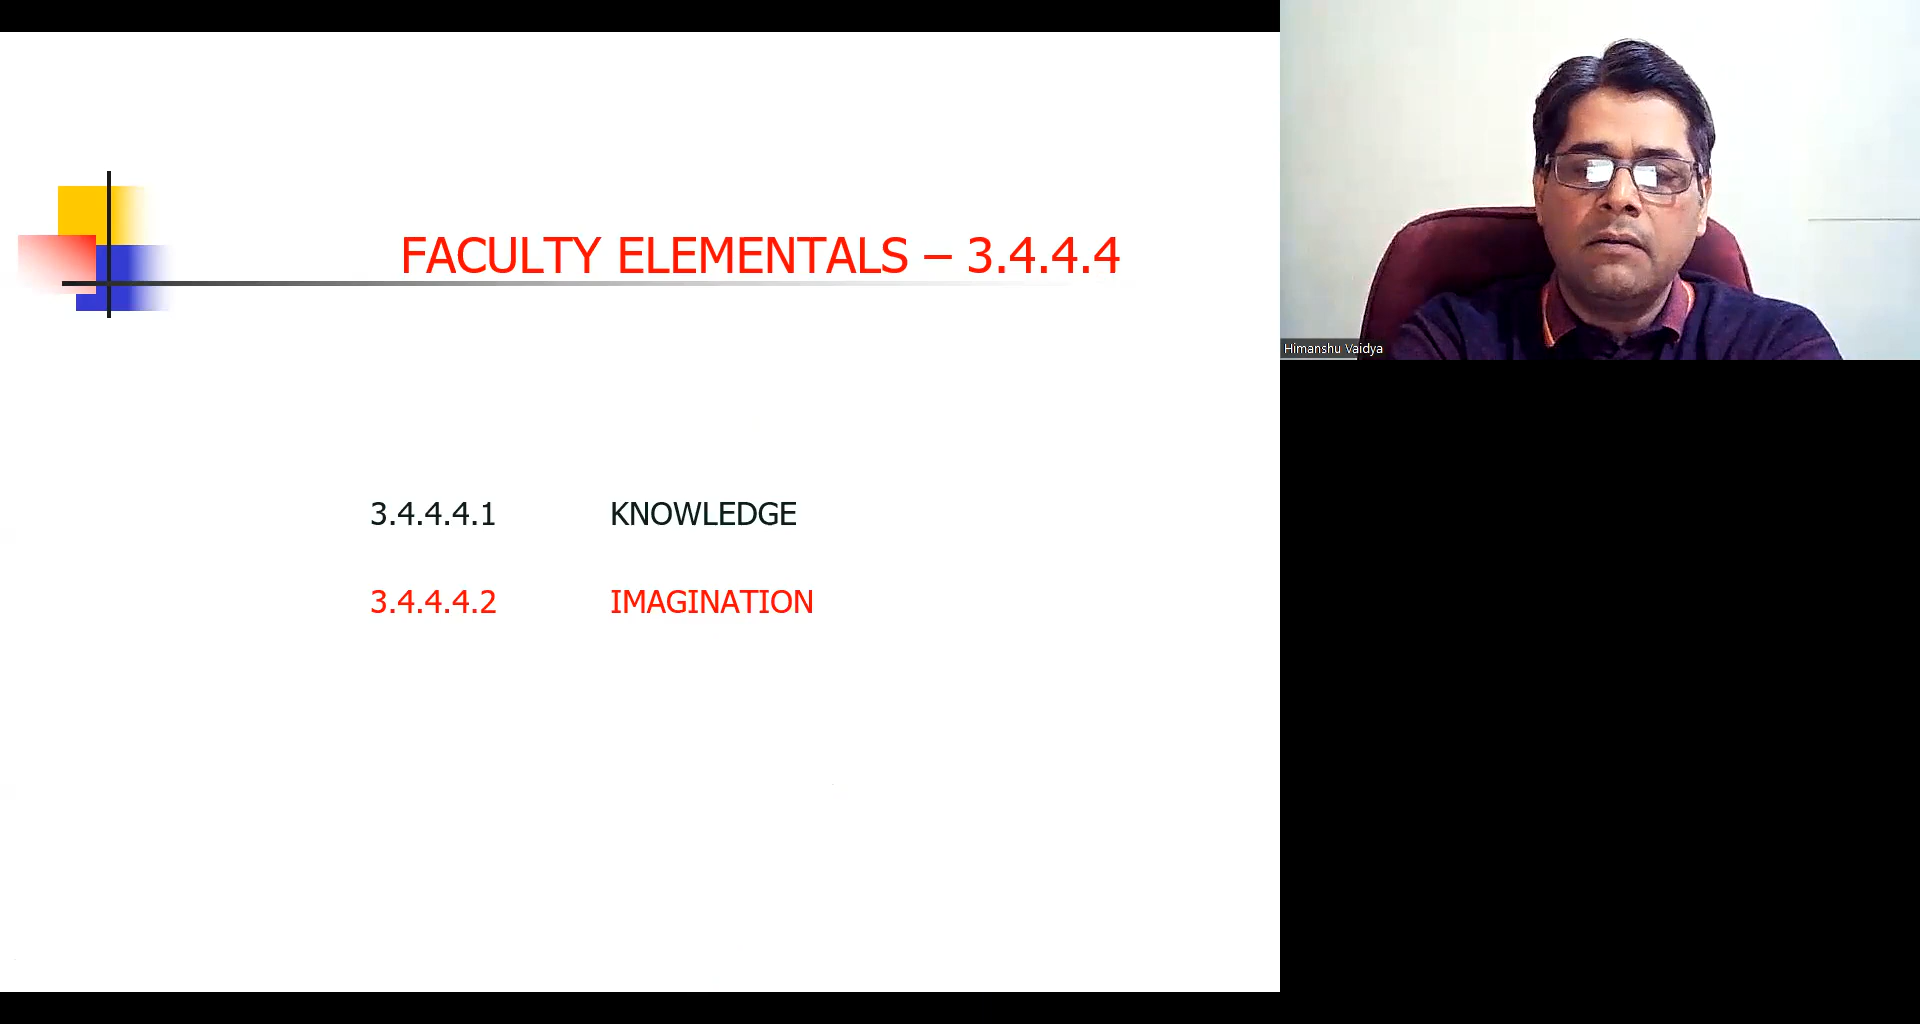 FACULTY ELEMENTALS – 3.4.4.4
3.4.4.4.1 KNOWLEDGE
3.4.4.4.2 IMAGINATION
Himanshu Vaidya